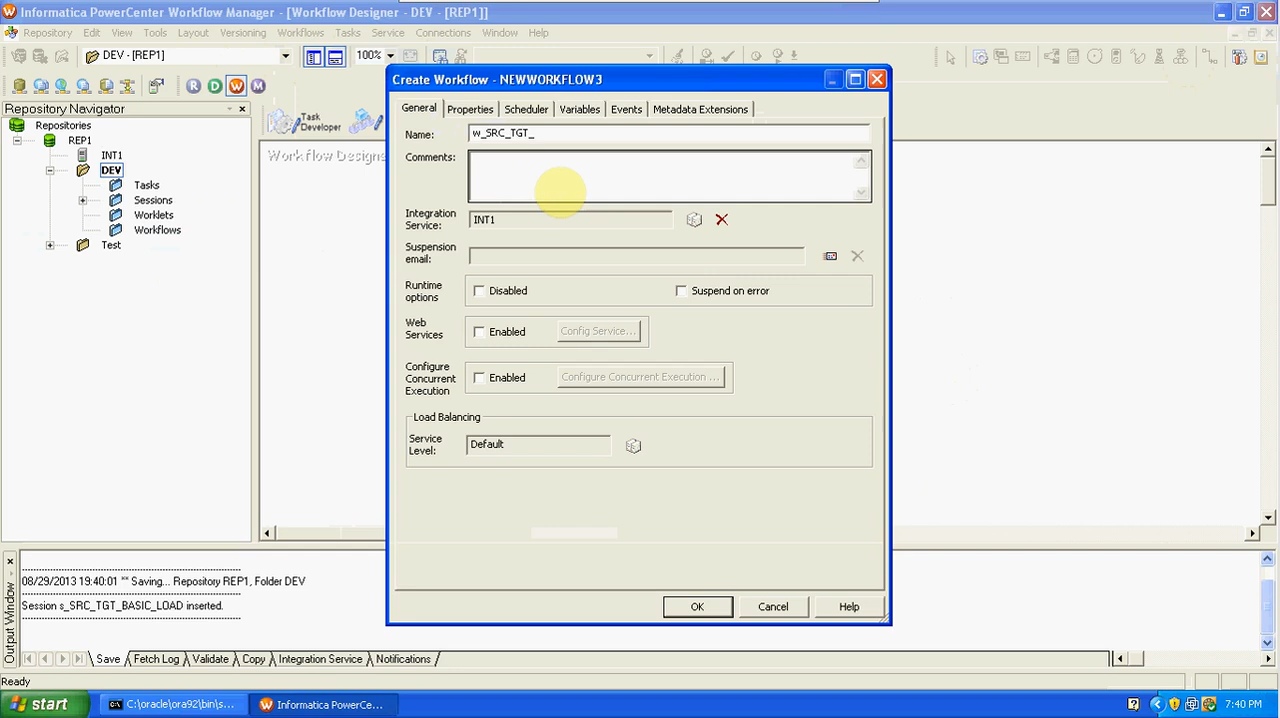 Informatica PowerCenter Workflow Manager - [Workflow Designer - DEV - [REP1]]
Repository Edit View Tools Layout Versioning Workflows Tasks Service Connections Window Help
DEV - [REP1] 100%
R D W M
Repository Navigator
Repositories
REP1
INT1
DEV
Tasks
Sessions
Worklets
Workflows
Test
Task
Developer
Workflow Designe
Create Workflow - NEWWORKFLOW3
General Properties Scheduler Variables Events Metadata Extensions
Name: w_SRC_TGT_
Comments:
Integration
Service: INT1
Suspension
email:
Runtime
options Disabled Suspend on error
Web
Services Enabled Config Service...
Configure
Concurrent
Execution Enabled Configure Concurrent Execution ...
Load Balancing
Service
Level: Default
OK Cancel Help
Output Window
08/29/2013 19:40:01 ** Saving... Repository REP1, Folder DEV
Session s_SRC_TGT_BASIC_LOAD inserted.
Save Fetch Log Validate Copy Integration Service Notifications
Ready
start C:\oracle\ora92\bin\s... Informatica PowerCe... 7:40 PM